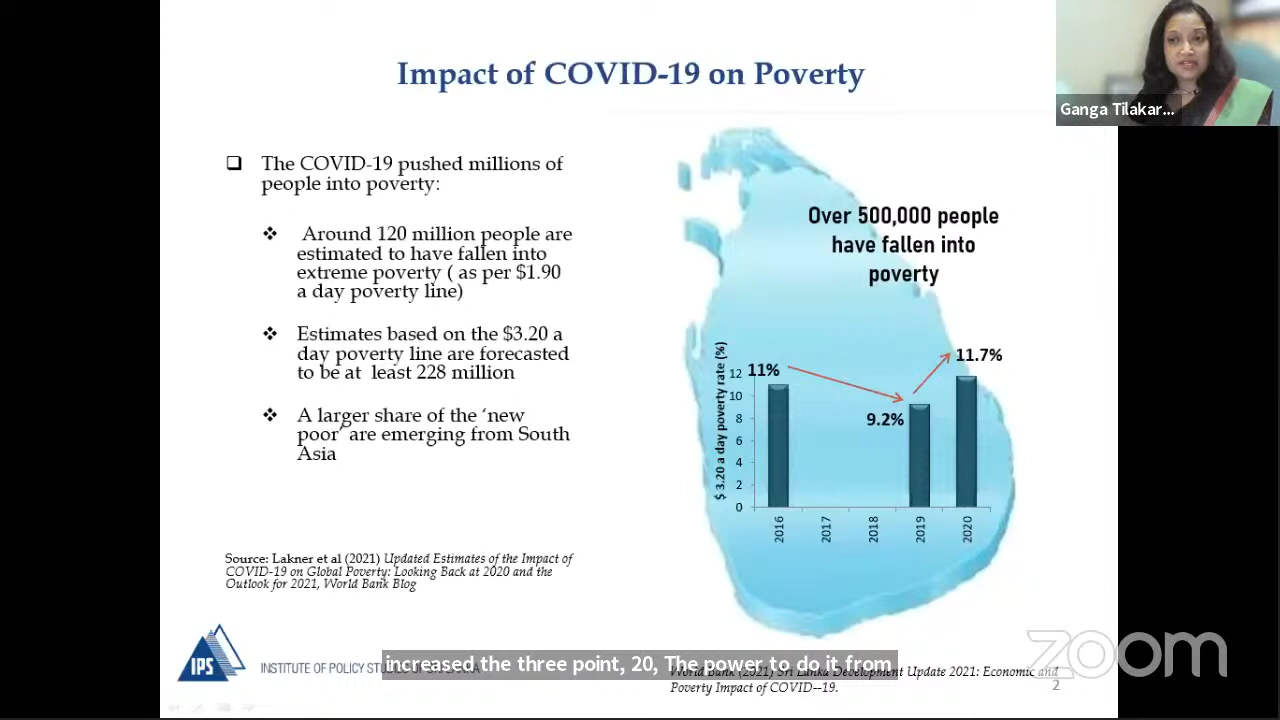 Impact of COVID-19 on Poverty
Ganga Tilakar...
❑ The COVID-19 pushed millions of
people into poverty:
❖ Around 120 million people are
estimated to have fallen into
extreme poverty ( as per $1.90
a day poverty line)
❖ Estimates based on the $3.20 a
day poverty line are forecasted
to be at least 228 million
❖ A larger share of the ‘new
poor’ are emerging from South
Asia
Source: Lakner et al (2021) Updated Estimates of the Impact of
COVID-19 on Global Poverty: Looking Back at 2020 and the
Outlook for 2021, World Bank Blog
Over 500,000 people
have fallen into
poverty
$ 3.20 a day poverty rate (%)
12
10
8
6
4
2
0
11%
9.2%
11.7%
2016
2017
2018
2019
2020
IPS
INSTITUTE OF POLICY
increased the three point, 20, The power to do it from
World Bank (2021) Sri Lanka Development Update 2021: Economic and
Poverty Impact of COVID--19.
2
zoom